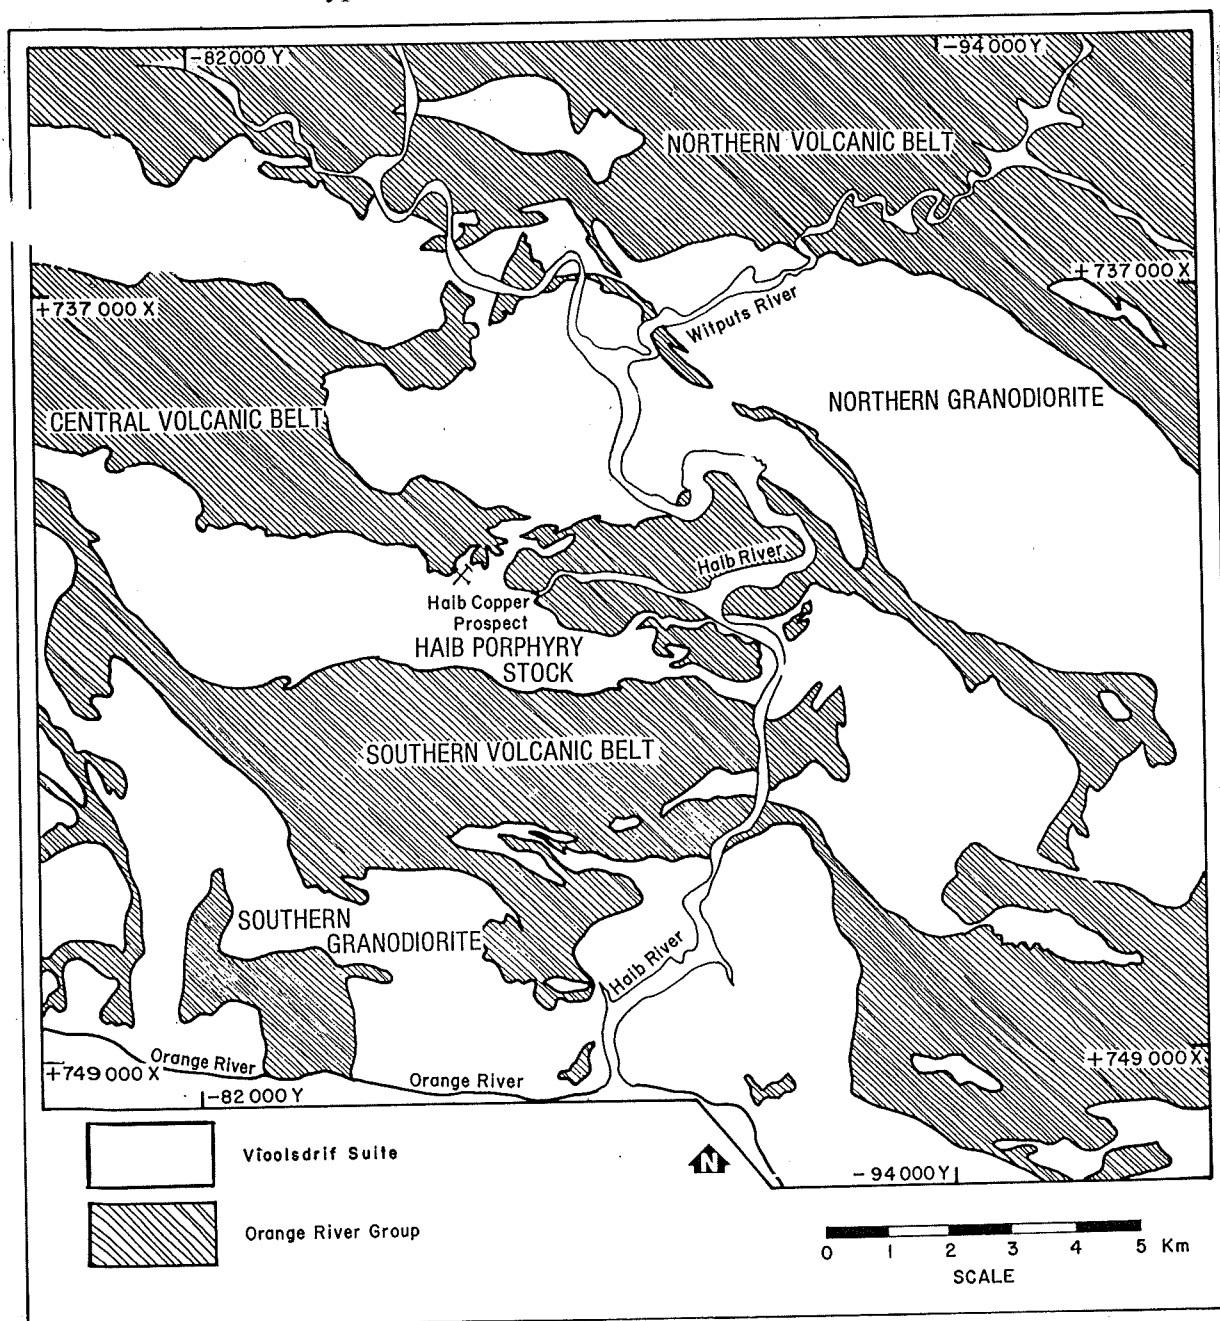 -82 000 Y
-94 000 Y
NORTHERN VOLCANIC BELT
+737 000 X
+737 000 X
Witputs River
NORTHERN GRANODIORITE
CENTRAL VOLCANIC BELT
Haib River
Haib Copper
Prospect
HAIB PORPHYRY
STOCK
SOUTHERN VOLCANIC BELT
SOUTHERN
GRANODIORITE
Haib River
Orange River
Orange River
+749 000 X
+749 000 X
-82 000 Y
-94 000 Y
Vioolsdrif Suite
N
Orange River Group
0 1 2 3 4 5 Km
SCALE